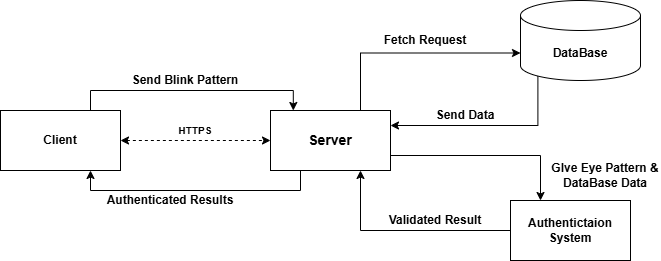 Fetch Request
DataBase
Send Blink Pattern
Send Data
Client
HTTPS
Server
GIve Eye Pattern &
DataBase Data
Authenticated Results
Validated Result
Authentictaion
System